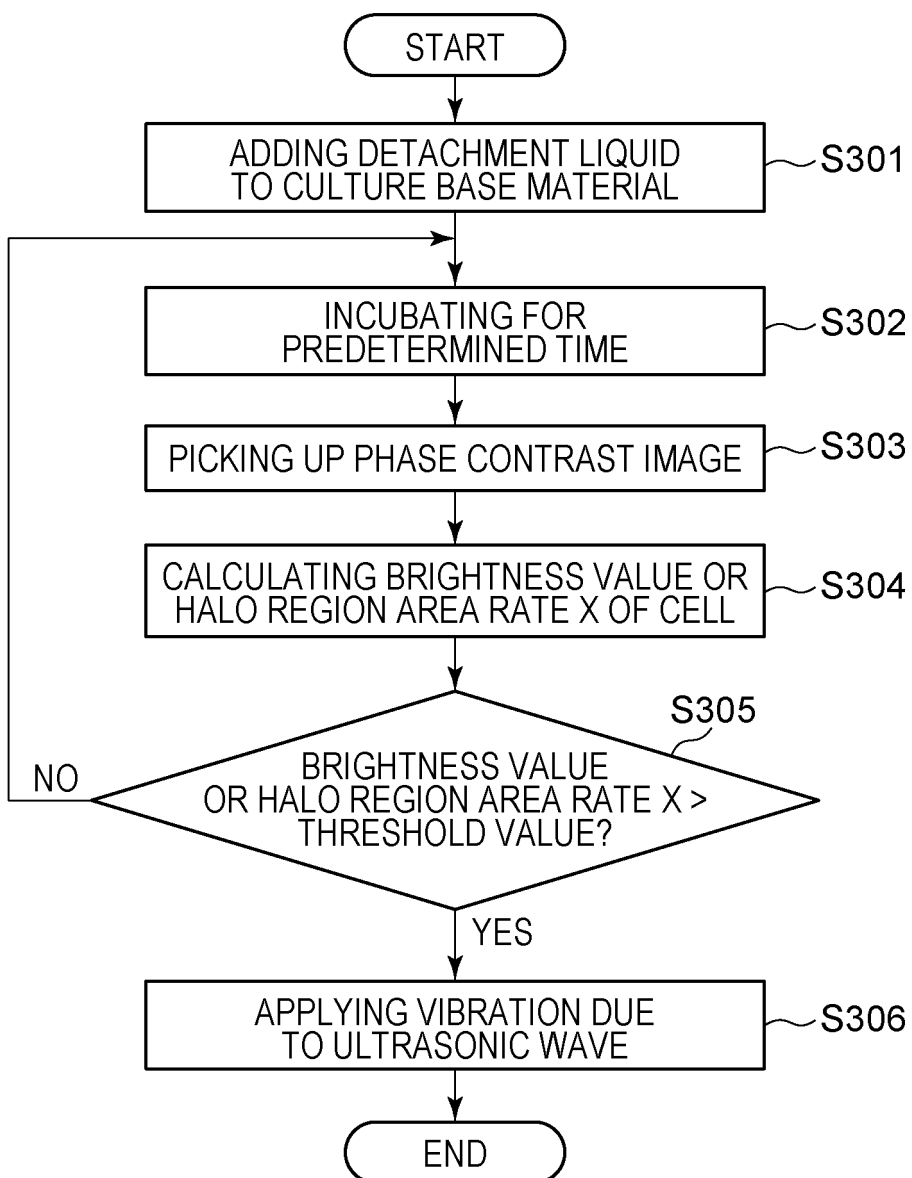 START
ADDING DETACHMENT LIQUID
TO CULTURE BASE MATERIAL
S301
INCUBATING FOR
PREDETERMINED TIME
S302
PICKING UP PHASE CONTRAST IMAGE
S303
CALCULATING BRIGHTNESS VALUE OR
HALO REGION AREA RATE X OF CELL
S304
S305
BRIGHTNESS VALUE
OR HALO REGION AREA RATE X >
THRESHOLD VALUE?
NO
YES
APPLYING VIBRATION DUE
TO ULTRASONIC WAVE
S306
END